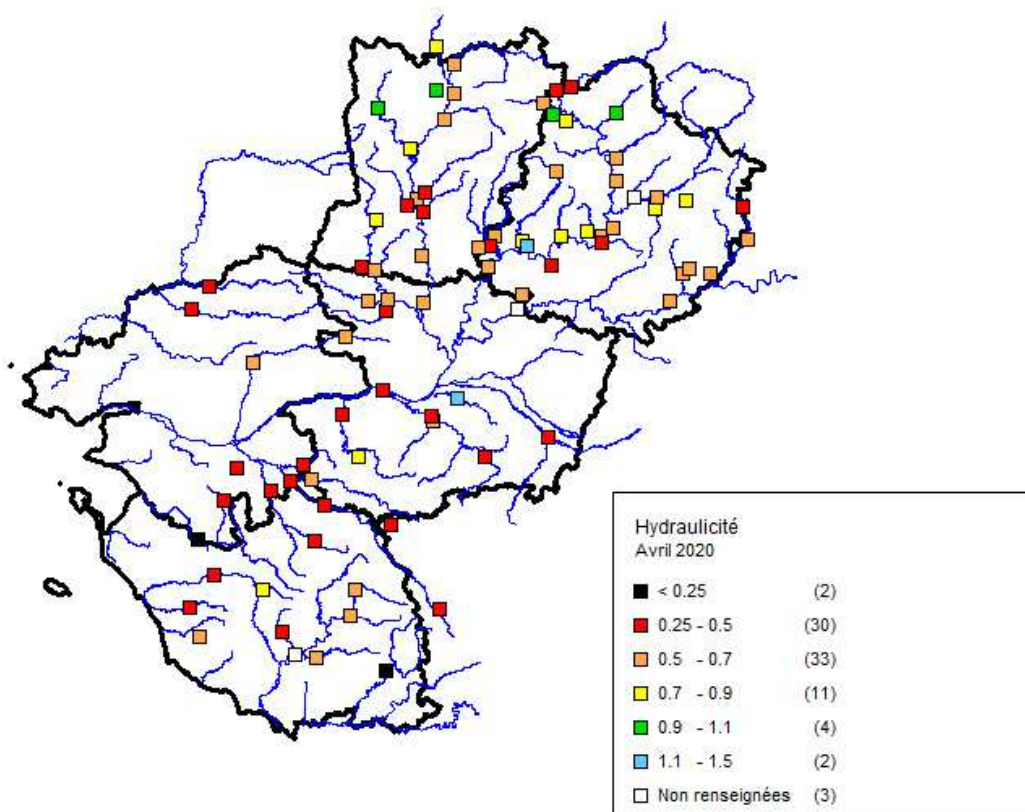 Hydraulicité
Avril 2020
< 0.25 (2)
0.25 - 0.5 (30)
0.5 - 0.7 (33)
0.7 - 0.9 (11)
0.9 - 1.1 (4)
1.1 - 1.5 (2)
Non renseignées (3)